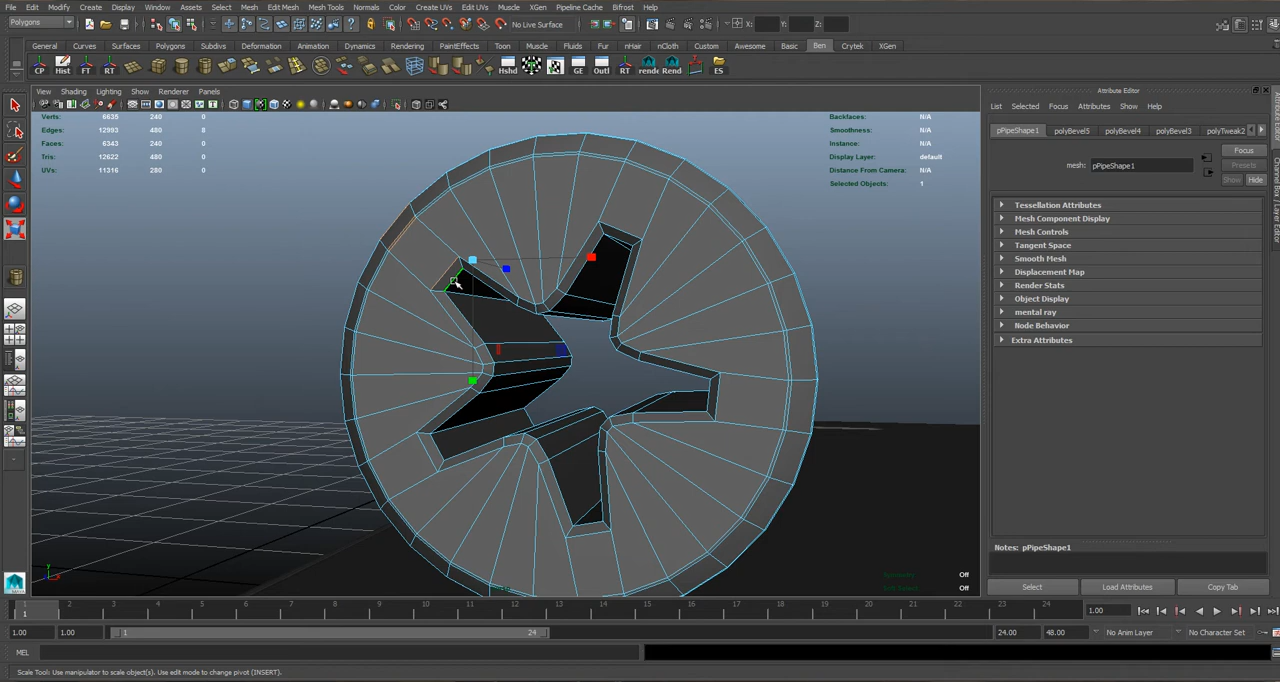 File Edit Modify Create Display Window Assets Select Mesh Edit Mesh Mesh Tools Normals Color Create UVs Edit UVs Muscle XGen Pipeline Cache Bifrost Help
Polygons No Live Surface X: Y: Z:
General Curves Surfaces Polygons Subdivs Deformation Animation Dynamics Rendering Toon PaintEffects Muscle Fluids Fur nHair nCloth Custom Awesome Basic Ben Crytek XGen
CP Hist FT RT Hshd GE Outl RT rende Rend ES
View Shading Lighting Show Renderer Panels
Verts: 6635 240 0
Edges: 12993 480 8
Faces: 6343 240 0
Tris: 12622 480 0
UVs: 11316 280 0
Backfaces: N/A
Smoothness: N/A
Instance: N/A
Display Layer: default
Distance From Camera: N/A
Selected Objects: 1
Off
Off
y
Attribute Editor
List Selected Focus Attributes Show Help
pPipeShape1 polyBevel5 polyBevel4 polyBevel3 polyTweak2
mesh: pPipeShape1
Focus
Presets
Show Hide
Tessellation Attributes
Mesh Component Display
Mesh Controls
Tangent Space
Smooth Mesh
Displacement Map
Render Stats
Object Display
mental ray
Node Behavior
Extra Attributes
Notes: pPipeShape1
Select Load Attributes Copy Tab
Attribute Editor
Channel Box / Layer Editor
1 2 3 4 5 6 7 8 9 10 11 12 13 14 15 16 17 18 19 20 21 22 23 24
1 1.00
1.00 1.00 1 24 24.00 48.00 No Anim Layer No Character Set
MEL
Scale Tool: Use manipulator to scale object(s). Use edit mode to change pivot (INSERT).